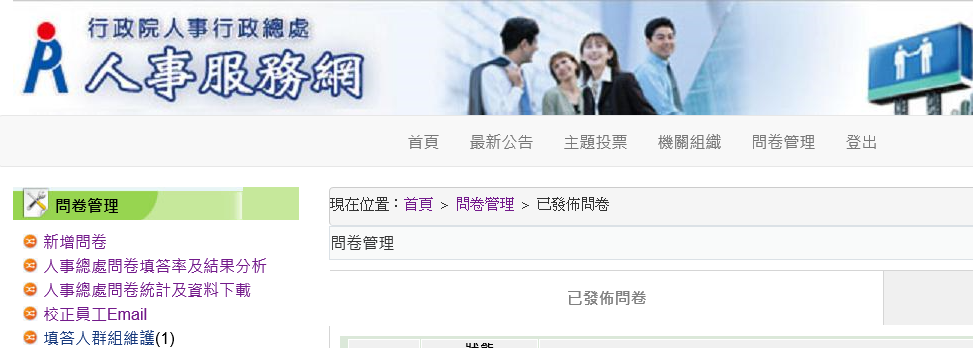 行政院人事行政總處
人事服務網
首頁 最新公告 主題投票 機關組織 問卷管理 登出
問卷管理
新增問卷
人事總處問卷填答率及結果分析
人事總處問卷統計及資料下載
校正員工Email
填答人群組維護(1)
現在位置：首頁 > 問卷管理 > 已發佈問卷
問卷管理
已發佈問卷
狀態